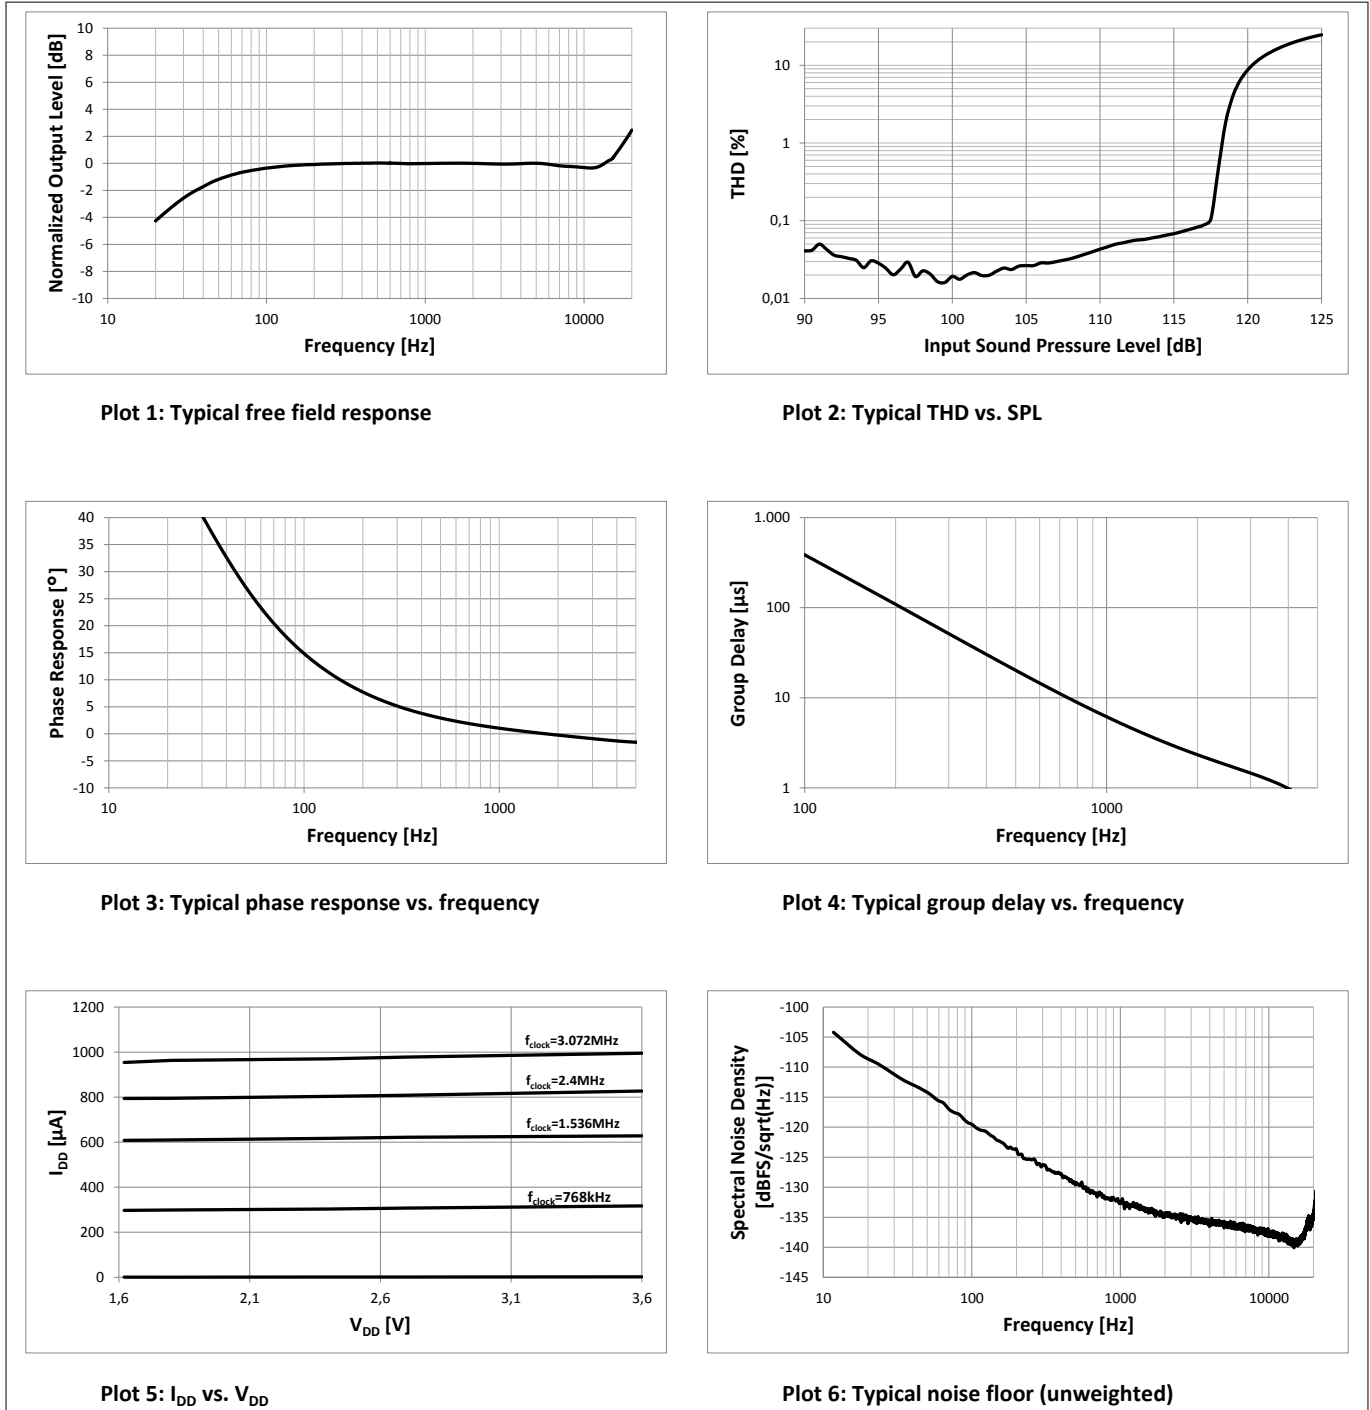 Normalized Output Level [dB]
10
8
6
4
2
0
-2
-4
-6
-8
-10
10 100 1000 10000
Frequency [Hz]
Plot 1: Typical free field response
THD [%]
10
1
0,1
0,01
90 95 100 105 110 115 120 125
Input Sound Pressure Level [dB]
Plot 2: Typical THD vs. SPL
Phase Response [°]
40
35
30
25
20
15
10
5
0
-5
-10
10 100 1000
Frequency [Hz]
Plot 3: Typical phase response vs. frequency
Group Delay [µs]
1.000
100
10
1
100 1000
Frequency [Hz]
Plot 4: Typical group delay vs. frequency
I_DD [µA]
1200
1000
800
600
400
200
0
f_clock=3.072MHz
f_clock=2.4MHz
f_clock=1.536MHz
f_clock=768kHz
1,6 2,1 2,6 3,1 3,6
V_DD [V]
Plot 5: I_DD vs. V_DD
Spectral Noise Density
[dBFS/sqrt(Hz)]
-100
-105
-110
-115
-120
-125
-130
-135
-140
-145
10 100 1000 10000
Frequency [Hz]
Plot 6: Typical noise floor (unweighted)